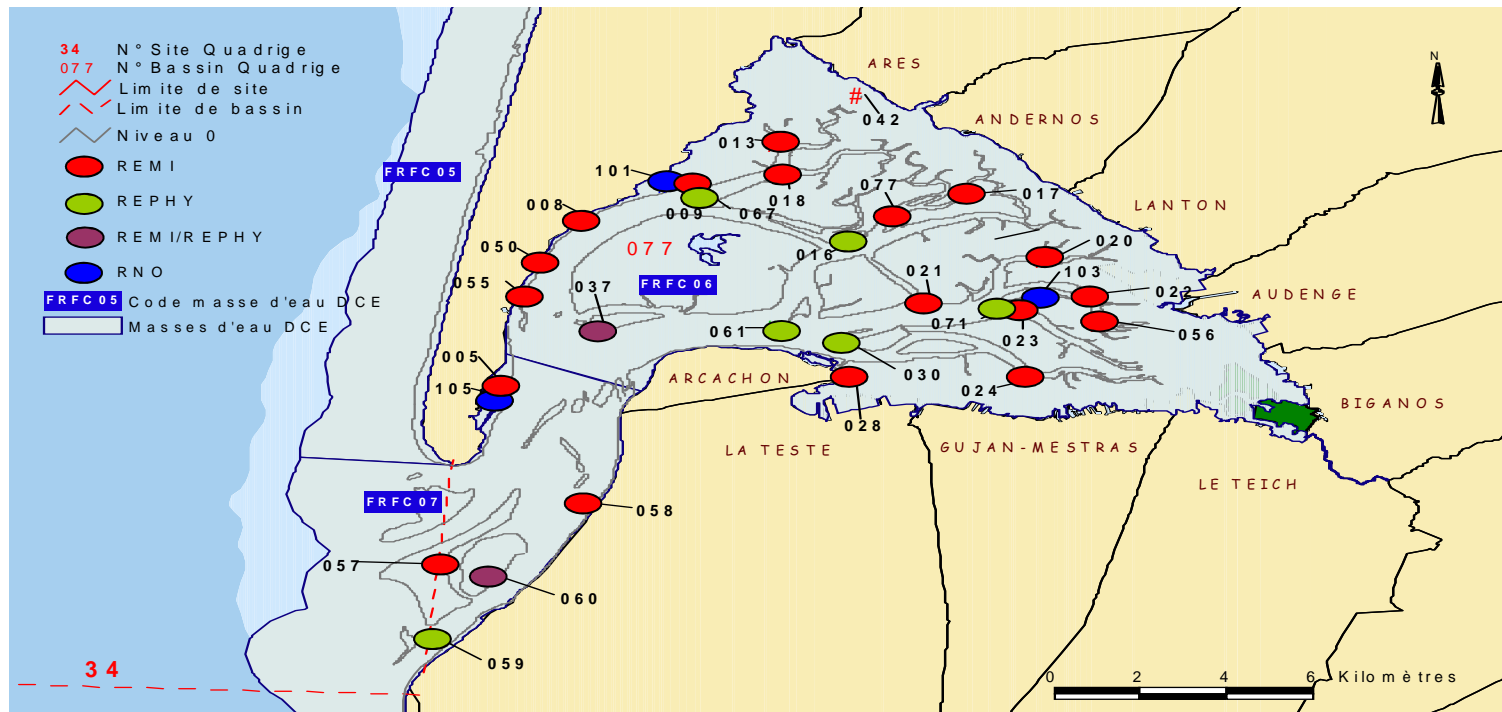 34 N° Site Quadrige
077 N° Bassin Quadrige
Limite de site
Limite de bassin
Niveau 0
REMI
REPHY
REMI/REPHY
RNO
FRFC05 Code masse d'eau DCE
Masses d'eau DCE
FRFC05
N
ARES
#
042
ANDERNOS
013
101
018
077
017
008
009
067
LANTON
050
077
016
020
103
055
037
FRFC06
021
022
AUDENGE
061
071
023
056
005
105
ARCACHON
030
024
028
BIGANOS
LA TESTE
GUJAN-MESTRAS
LE TEICH
FRFC07
058
057
060
059
34
0 2 4 6 Kilomètres